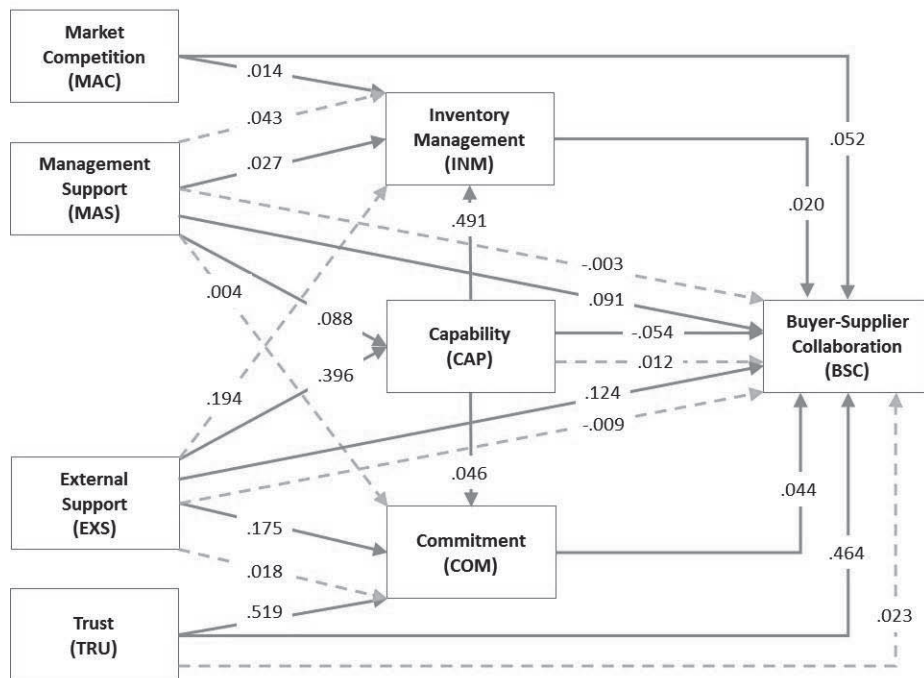 Market
Competition
(MAC)
.014
.043
Inventory
Management
(INM)
.052
Management
Support
(MAS)
.027
.020
.491
-.003
.004
.091
.088
Capability
(CAP)
-.054
Buyer-Supplier
Collaboration
(BSC)
.012
.396
.194
.124
-.009
External
Support
(EXS)
.046
.044
.175
Commitment
(COM)
.464
.018
.519
.023
Trust
(TRU)